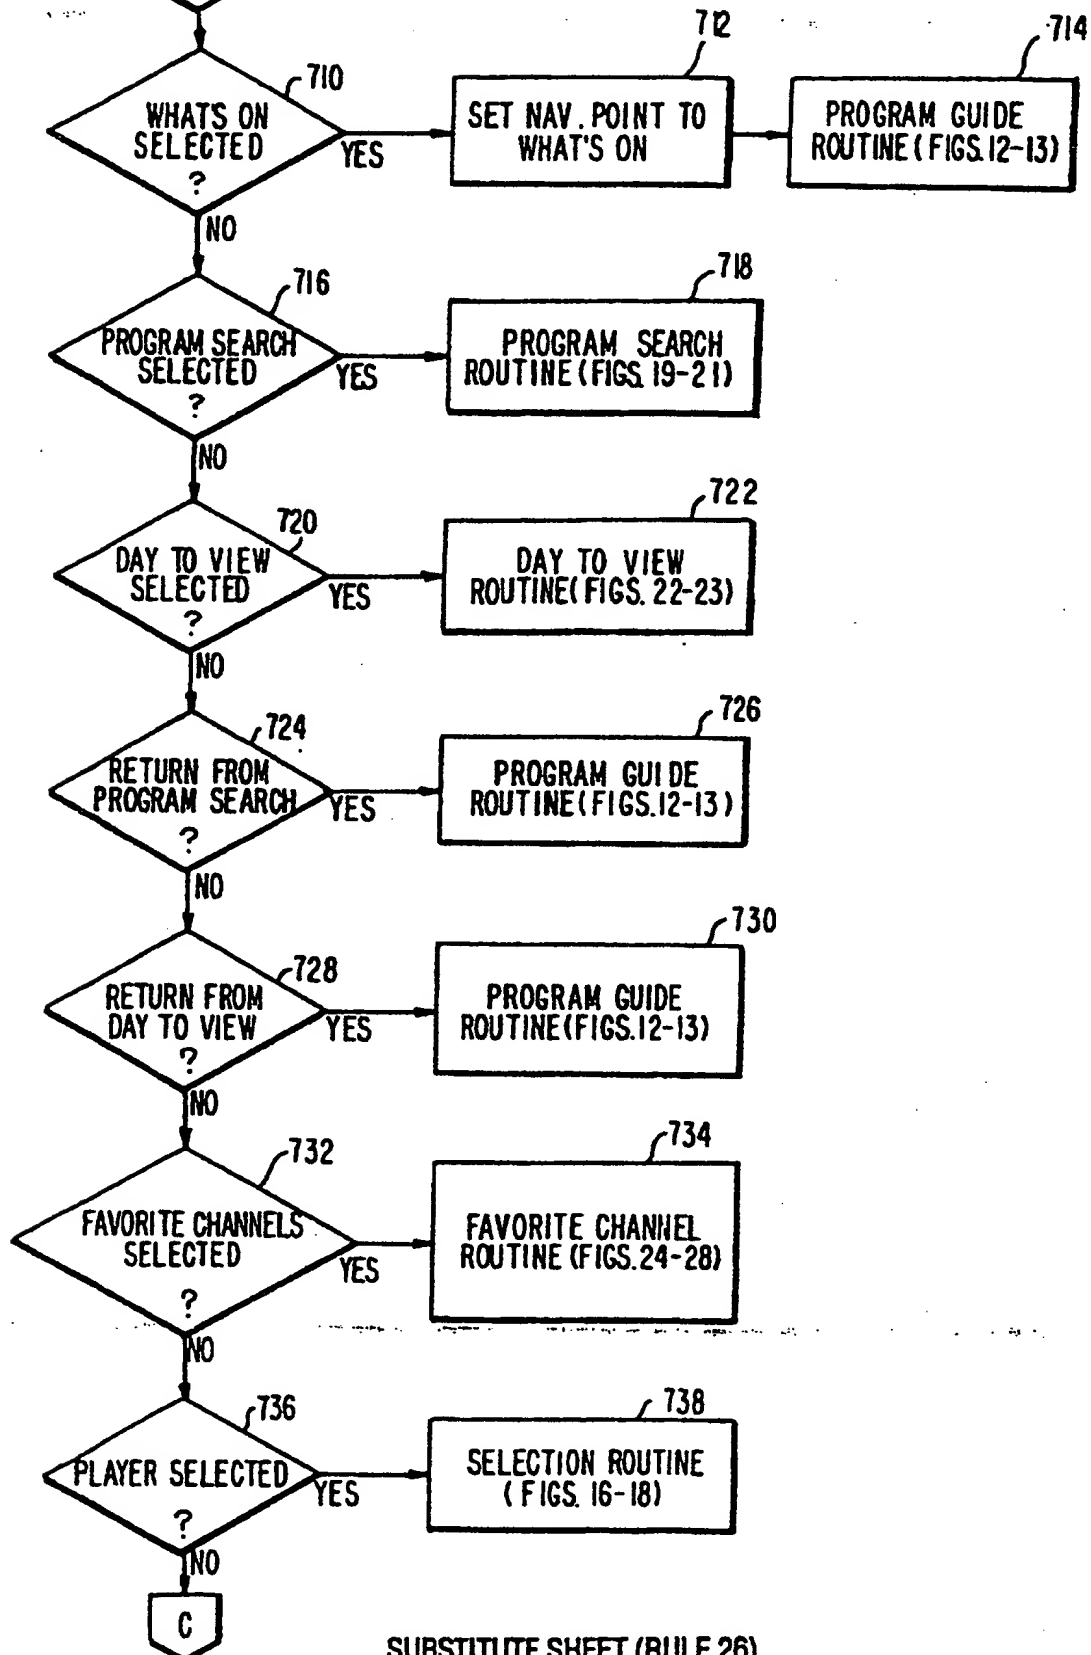 712
714
710
WHATS ON
SELECTED
?
YES
SET NAV. POINT TO
WHAT'S ON
PROGRAM GUIDE
ROUTINE (FIGS. 12-13)
NO
716
718
PROGRAM SEARCH
SELECTED
?
YES
PROGRAM SEARCH
ROUTINE (FIGS. 19-21)
NO
720
722
DAY TO VIEW
SELECTED
?
YES
DAY TO VIEW
ROUTINE (FIGS. 22-23)
NO
724
726
RETURN FROM
PROGRAM SEARCH
?
YES
PROGRAM GUIDE
ROUTINE (FIGS. 12-13)
NO
728
730
RETURN FROM
DAY TO VIEW
?
YES
PROGRAM GUIDE
ROUTINE (FIGS. 12-13)
NO
732
734
FAVORITE CHANNELS
SELECTED
?
YES
FAVORITE CHANNEL
ROUTINE (FIGS. 24-28)
NO
736
738
PLAYER SELECTED
?
YES
SELECTION ROUTINE
(FIGS. 16-18)
NO
C
SUBSTITUTE SHEET (RULE 26)